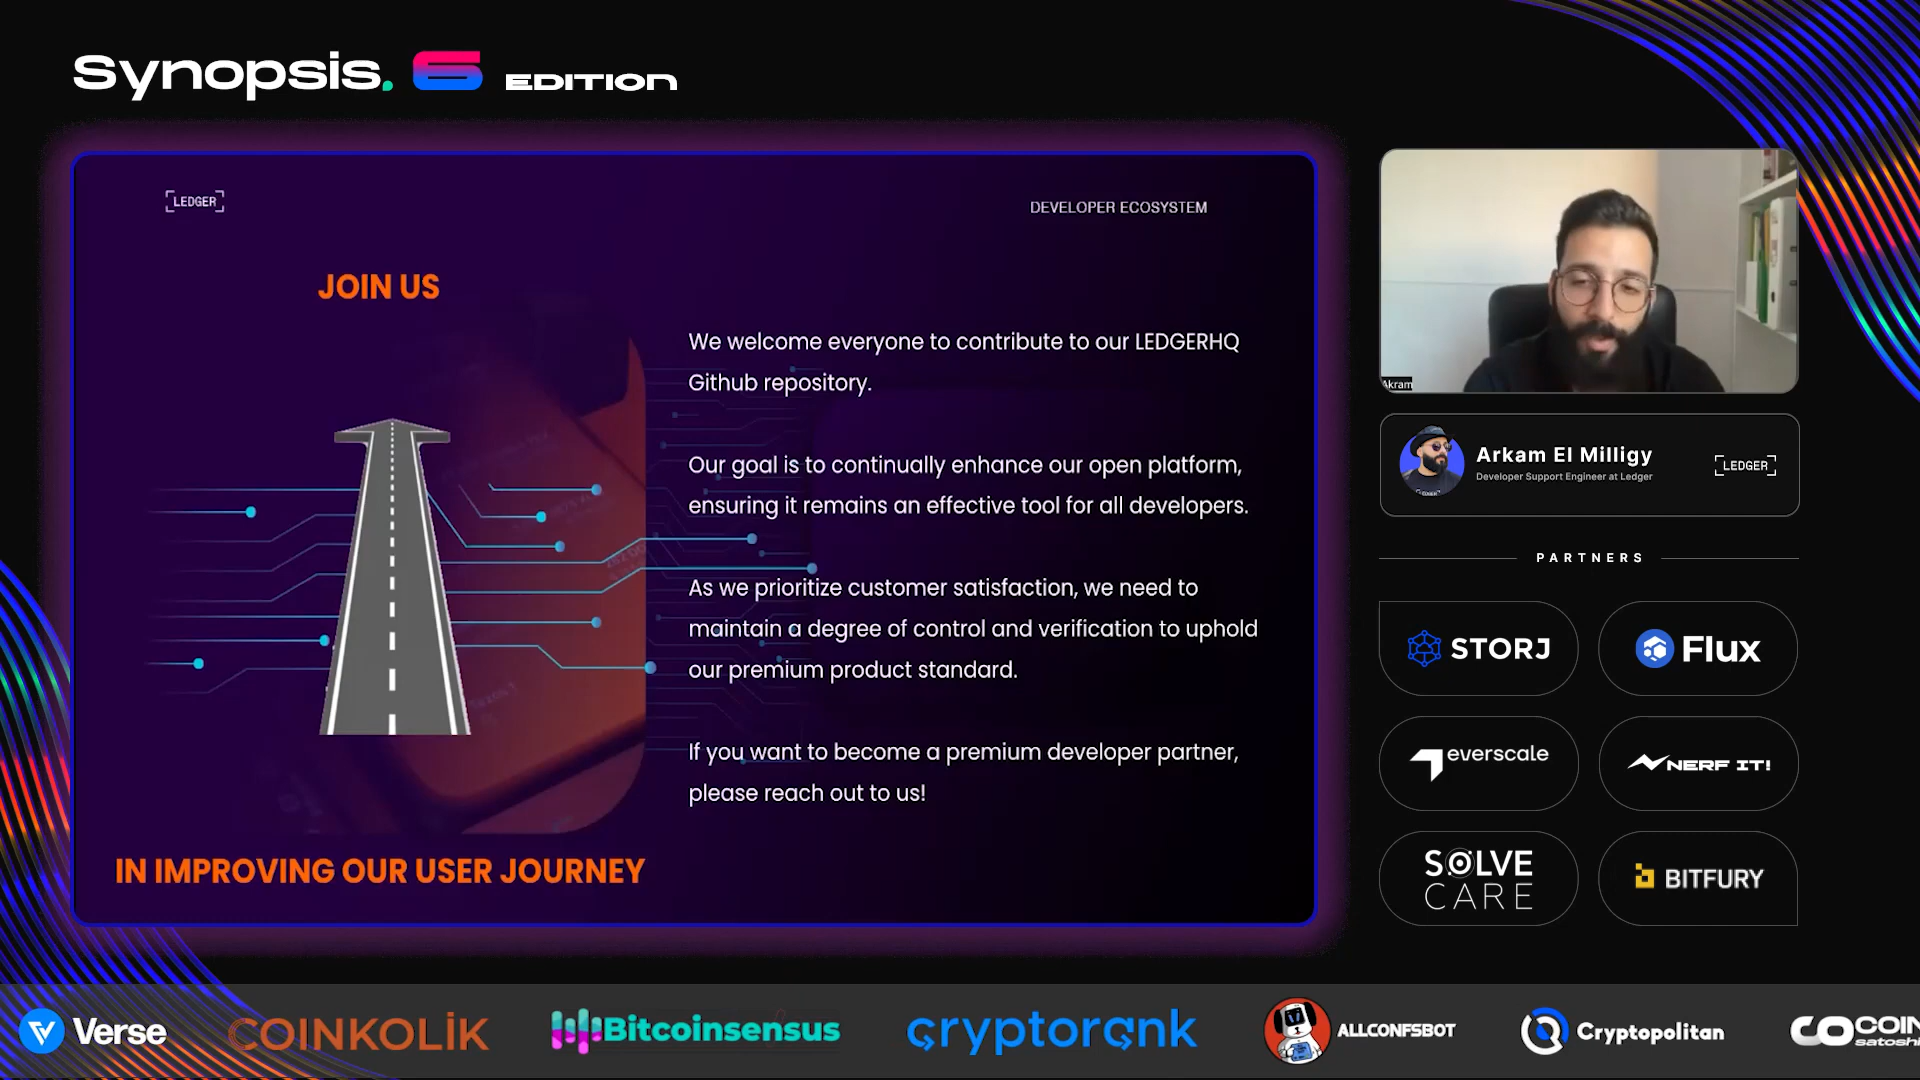 Synopsis. 6 EDITION
[LEDGER]
DEVELOPER ECOSYSTEM
JOIN US
We welcome everyone to contribute to our LEDGERHQ
Github repository.
Our goal is to continually enhance our open platform,
ensuring it remains an effective tool for all developers.
As we prioritize customer satisfaction, we need to
maintain a degree of control and verification to uphold
our premium product standard.
If you want to become a premium developer partner,
please reach out to us!
IN IMPROVING OUR USER JOURNEY
Akram
Arkam El Milligy
Developer Support Engineer at Ledger
[LEDGER]
PARTNERS
STORJ
Flux
everscale
NERF IT!
SOLVE
CARE
BITFURY
Verse
COINKOLİK
Bitcoinsensus
cryptorank
ALLCONFSBOT
Cryptopolitan
COIN
satoshi